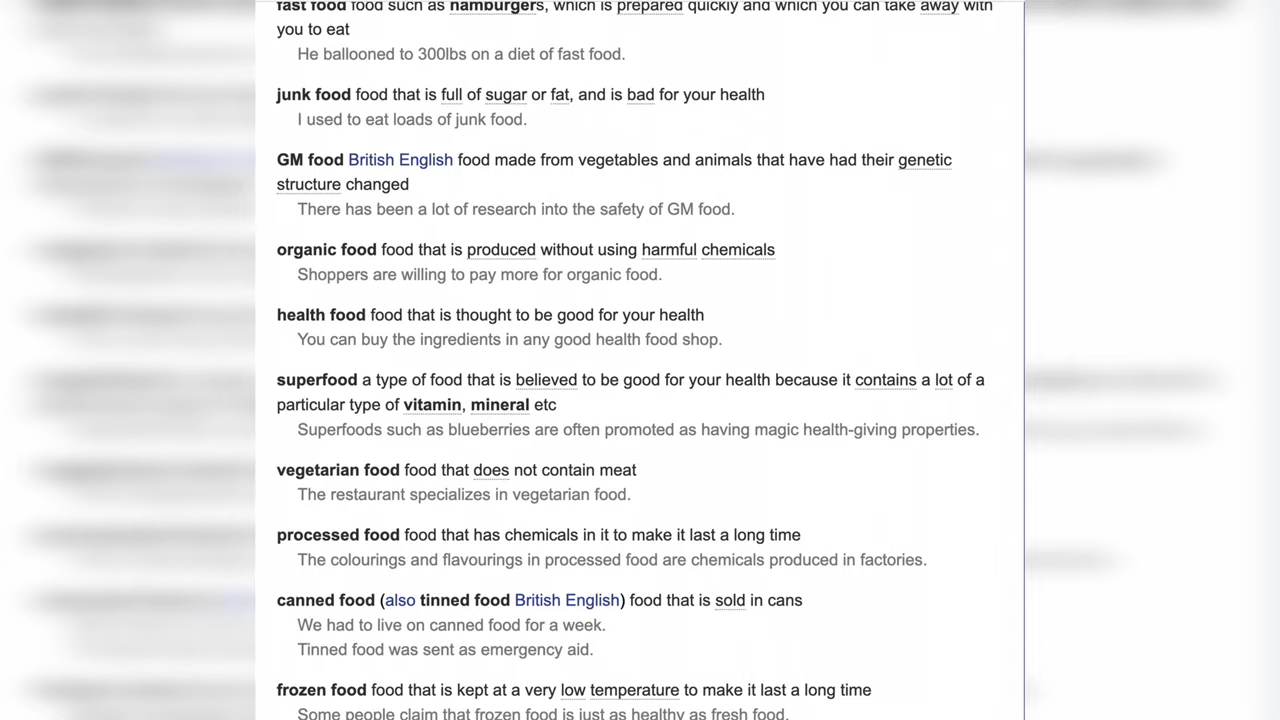 fast food food such as hamburgers, which is prepared quickly and which you can take away with
you to eat
He ballooned to 300lbs on a diet of fast food.
junk food food that is full of sugar or fat, and is bad for your health
I used to eat loads of junk food.
GM food British English food made from vegetables and animals that have had their genetic
structure changed
There has been a lot of research into the safety of GM food.
organic food food that is produced without using harmful chemicals
Shoppers are willing to pay more for organic food.
health food food that is thought to be good for your health
You can buy the ingredients in any good health food shop.
superfood a type of food that is believed to be good for your health because it contains a lot of a
particular type of vitamin, mineral etc
Superfoods such as blueberries are often promoted as having magic health-giving properties.
vegetarian food food that does not contain meat
The restaurant specializes in vegetarian food.
processed food food that has chemicals in it to make it last a long time
The colourings and flavourings in processed food are chemicals produced in factories.
canned food (also tinned food British English) food that is sold in cans
We had to live on canned food for a week.
Tinned food was sent as emergency aid.
frozen food food that is kept at a very low temperature to make it last a long time
Some people claim that frozen food is just as healthy as fresh food.